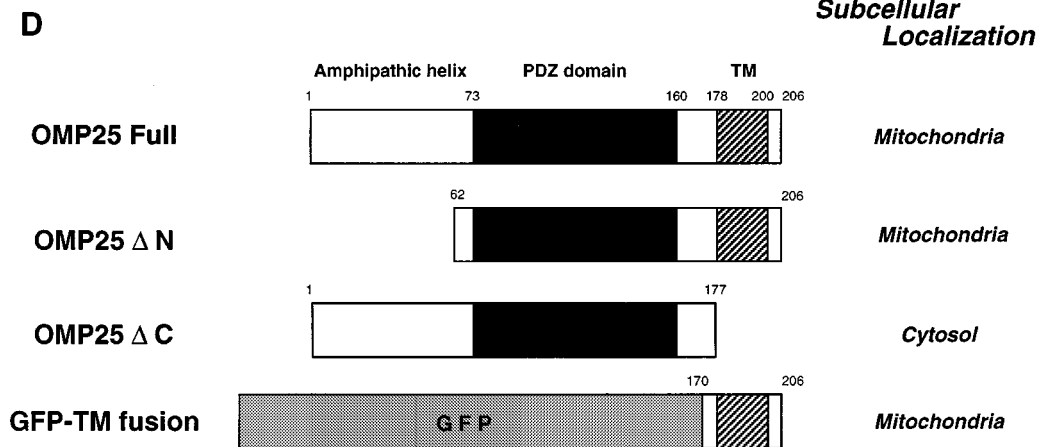 D
Subcellular
Localization
Amphipathic helix PDZ domain TM
1 73 160 178 200 206
OMP25 Full Mitochondria
62 206
OMP25 Δ N Mitochondria
1 177
OMP25 Δ C Cytosol
170 206
GFP-TM fusion GFP Mitochondria